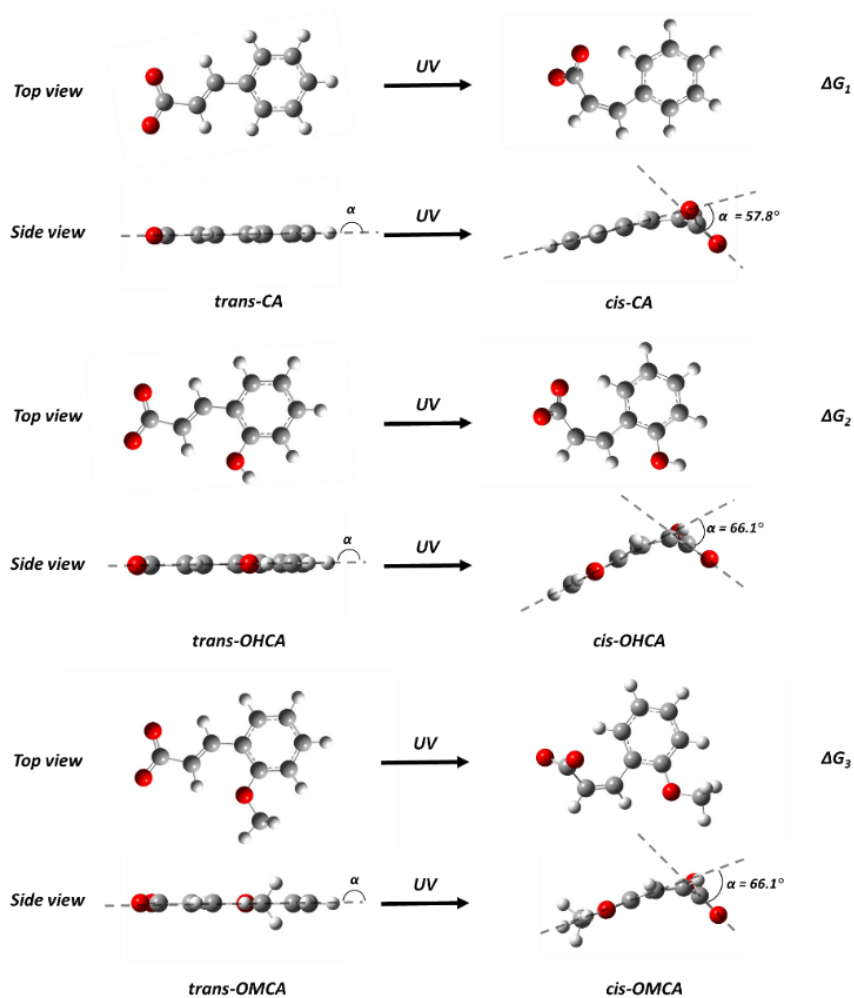 Top view UV ΔG1
Side view α UV α = 57.8°
trans-CA cis-CA
Top view UV ΔG2
Side view α UV α = 66.1°
trans-OHCA cis-OHCA
Top view UV ΔG3
Side view α UV α = 66.1°
trans-OMCA cis-OMCA